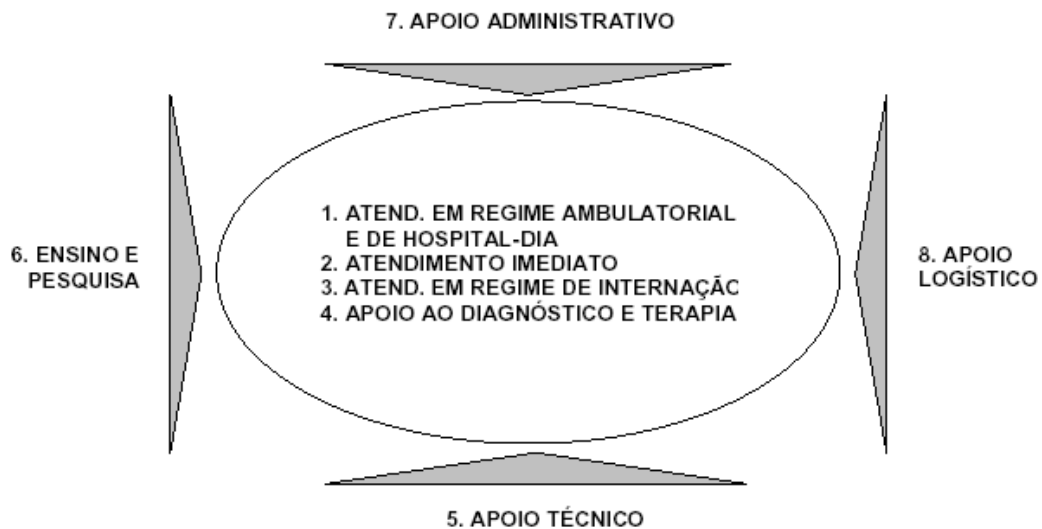 7. APOIO ADMINISTRATIVO
1. ATEND. EM REGIME AMBULATORIAL
E DE HOSPITAL-DIA
2. ATENDIMENTO IMEDIATO
3. ATEND. EM REGIME DE INTERNAÇÃO
4. APOIO AO DIAGNÓSTICO E TERAPIA
6. ENSINO E
PESQUISA
8. APOIO
LOGÍSTICO
5. APOIO TÉCNICO